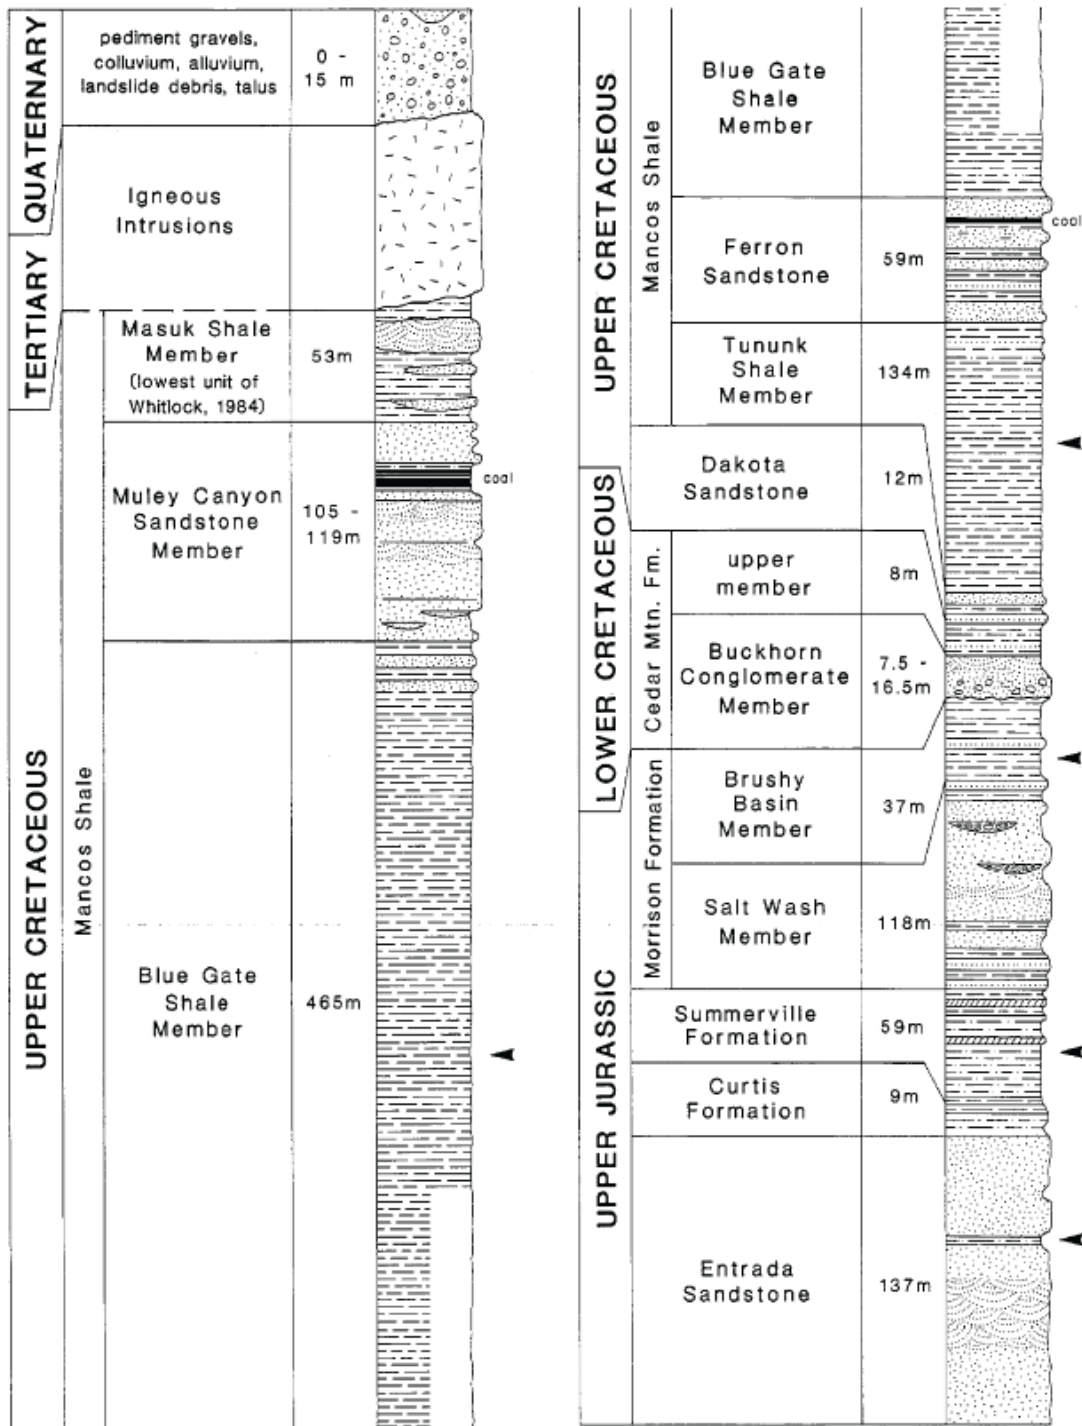 QUATERNARY
pediment gravels,
colluvium, alluvium,
landslide debris, talus
0 -
15 m
TERTIARY
Igneous
Intrusions
Masuk Shale
Member
(lowest unit of
Whitlock, 1984)
53m
UPPER CRETACEOUS
Mancos Shale
Muley Canyon
Sandstone
Member
105 -
119m
coal
Blue Gate
Shale
Member
465m
UPPER CRETACEOUS
Mancos Shale
Blue Gate
Shale
Member
Ferron
Sandstone
59m
coal
Tununk
Shale
Member
134m
Dakota
Sandstone
12m
LOWER CRETACEOUS
Cedar Mtn. Fm.
upper
member
8m
Buckhorn
Conglomerate
Member
7.5 -
16.5m
UPPER JURASSIC
Morrison Formation
Brushy
Basin
Member
37m
Salt Wash
Member
118m
Summerville
Formation
59m
Curtis
Formation
9m
Entrada
Sandstone
137m